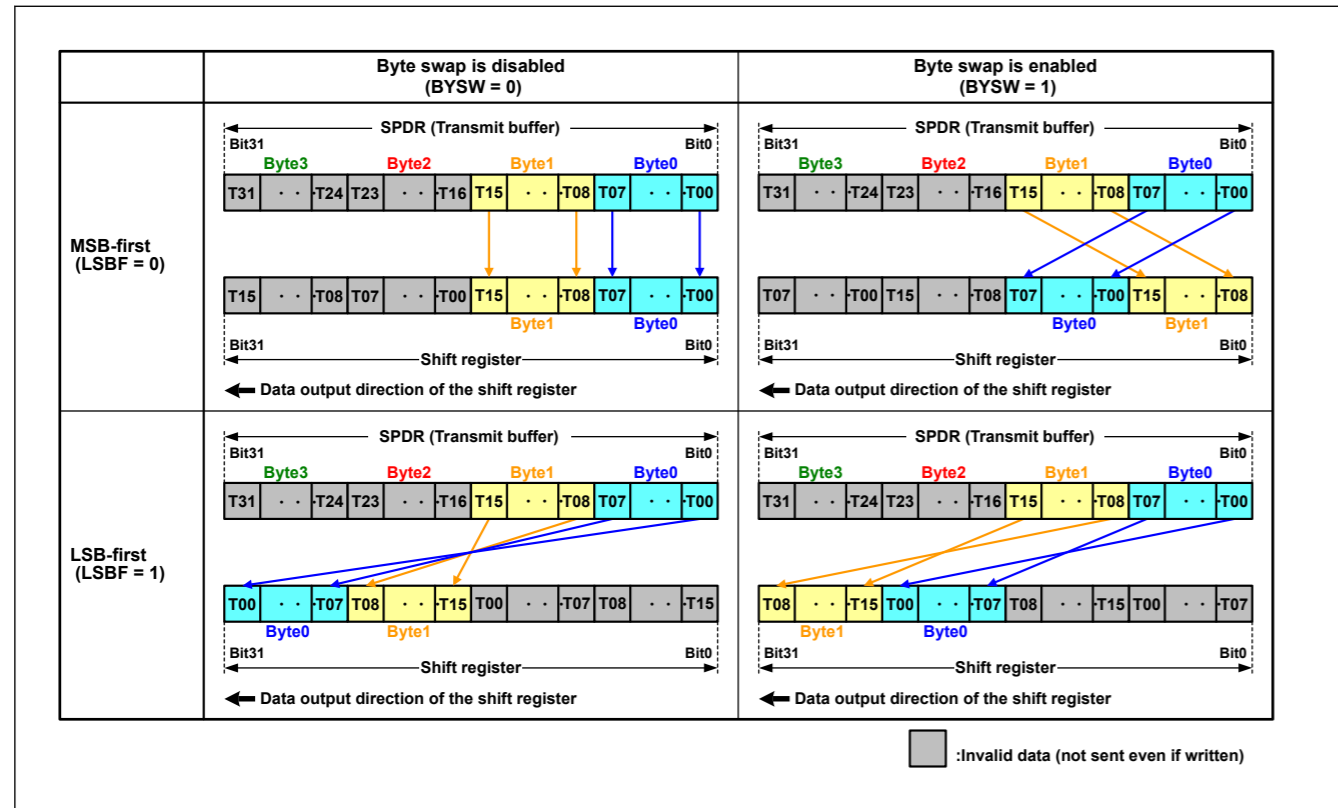 Byte swap is disabled
(BYSW = 0)
Byte swap is enabled
(BYSW = 1)
MSB-first
(LSBF = 0)
SPDR (Transmit buffer)
Bit31 Bit0
Byte3 Byte2 Byte1 Byte0
T31 · · T24 T23 · · T16 T15 · · T08 T07 · · T00
T15 · · T08 T07 · · T00 T15 · · T08 T07 · · T00
Byte1 Byte0
Bit31 Bit0
Shift register
Data output direction of the shift register
SPDR (Transmit buffer)
Bit31 Bit0
Byte3 Byte2 Byte1 Byte0
T31 · · T24 T23 · · T16 T15 · · T08 T07 · · T00
T07 · · T00 T15 · · T08 T07 · · T00 T15 · · T08
Byte0 Byte1
Bit31 Bit0
Shift register
Data output direction of the shift register
LSB-first
(LSBF = 1)
SPDR (Transmit buffer)
Bit31 Bit0
Byte3 Byte2 Byte1 Byte0
T31 · · T24 T23 · · T16 T15 · · T08 T07 · · T00
T00 · · T07 T08 · · T15 T00 · · T07 T08 · · T15
Byte0 Byte1
Bit31 Bit0
Shift register
Data output direction of the shift register
SPDR (Transmit buffer)
Bit31 Bit0
Byte3 Byte2 Byte1 Byte0
T31 · · T24 T23 · · T16 T15 · · T08 T07 · · T00
T08 · · T15 T00 · · T07 T08 · · T15 T00 · · T07
Byte1 Byte0
Bit31 Bit0
Shift register
Data output direction of the shift register
:Invalid data (not sent even if written)